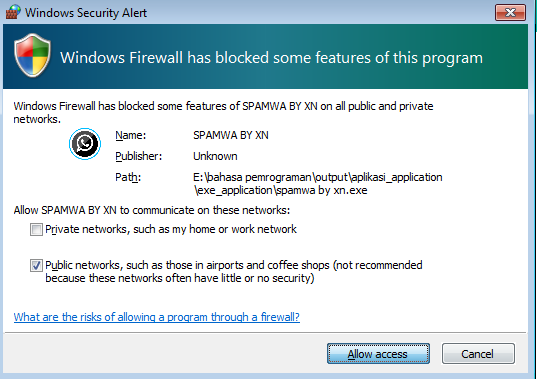 Windows Security Alert
Windows Firewall has blocked some features of this program
Windows Firewall has blocked some features of SPAMWA BY XN on all public and private
networks.
Name: SPAMWA BY XN
Publisher: Unknown
Path: E:\bahasa pemrograman\output\aplikasi_application
\exe_application\spamwa by xn.exe
Allow SPAMWA BY XN to communicate on these networks:
Private networks, such as my home or work network
Public networks, such as those in airports and coffee shops (not recommended
because these networks often have little or no security)
What are the risks of allowing a program through a firewall?
Allow access Cancel